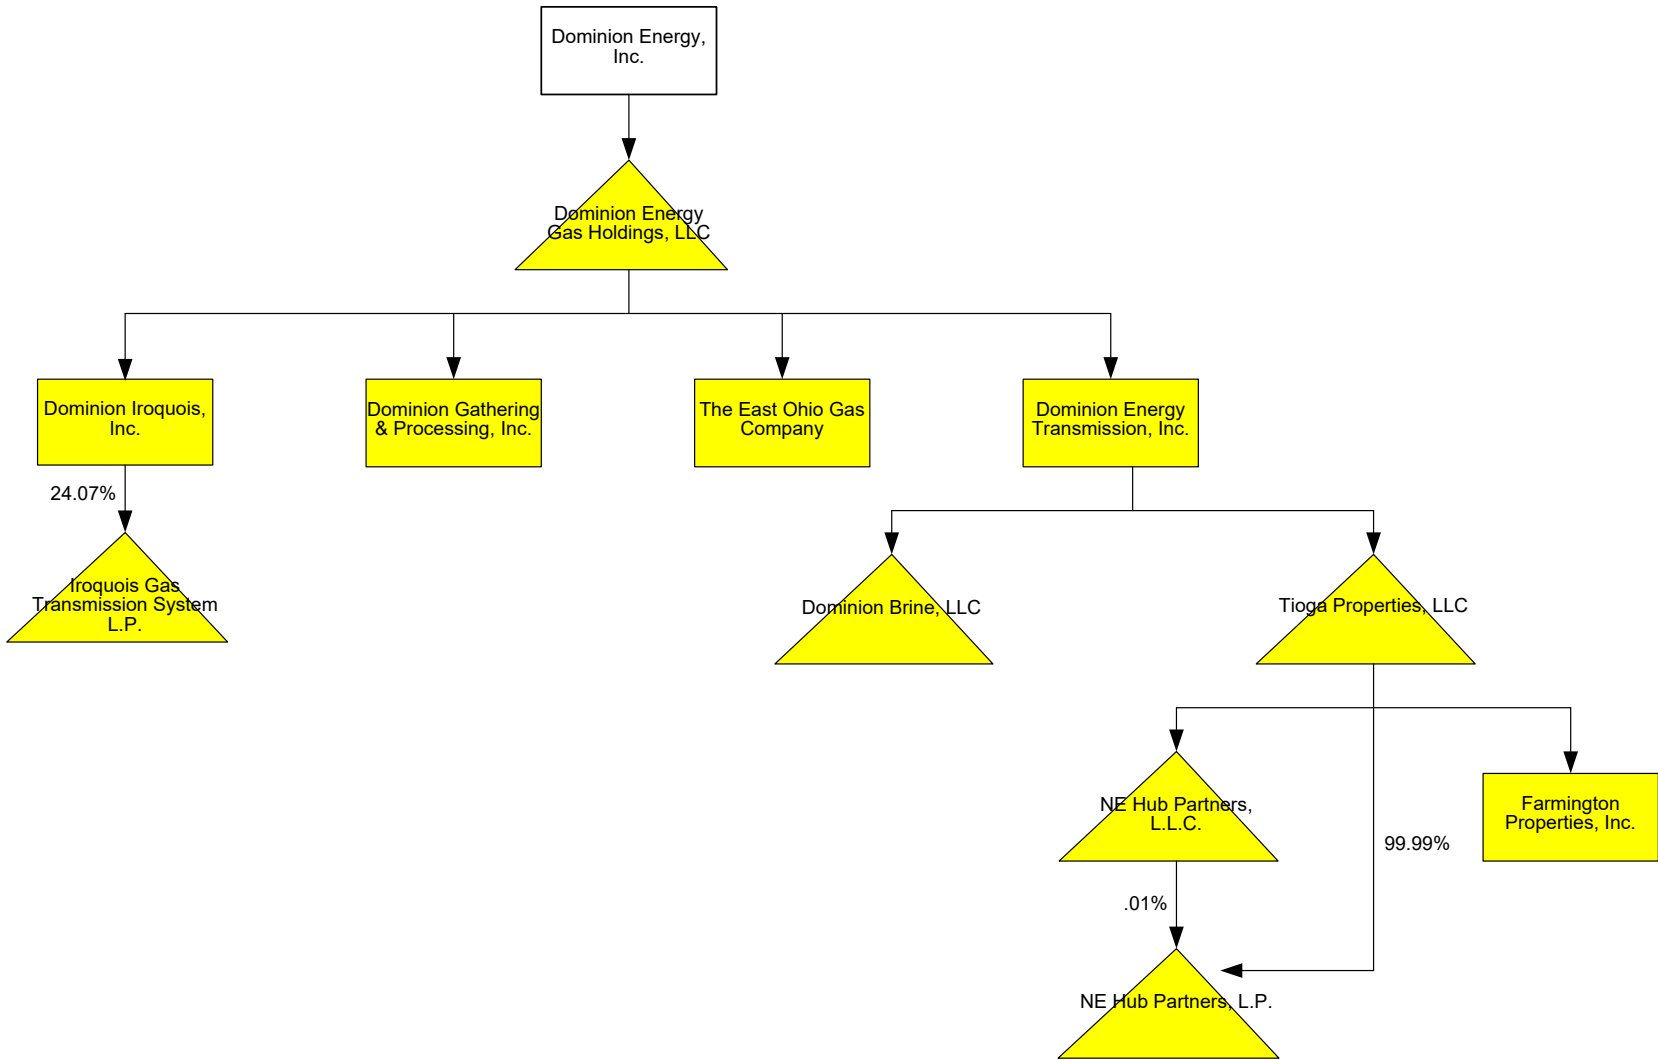 Dominion Energy,
Inc.
Dominion Energy
Gas Holdings, LLC
Dominion Iroquois,
Inc.
Dominion Gathering
& Processing, Inc.
The East Ohio Gas
Company
Dominion Energy
Transmission, Inc.
24.07%
Iroquois Gas
Transmission System
L.P.
Dominion Brine, LLC
Tioga Properties, LLC
NE Hub Partners,
L.L.C.
Farmington
Properties, Inc.
99.99%
.01%
NE Hub Partners, L.P.